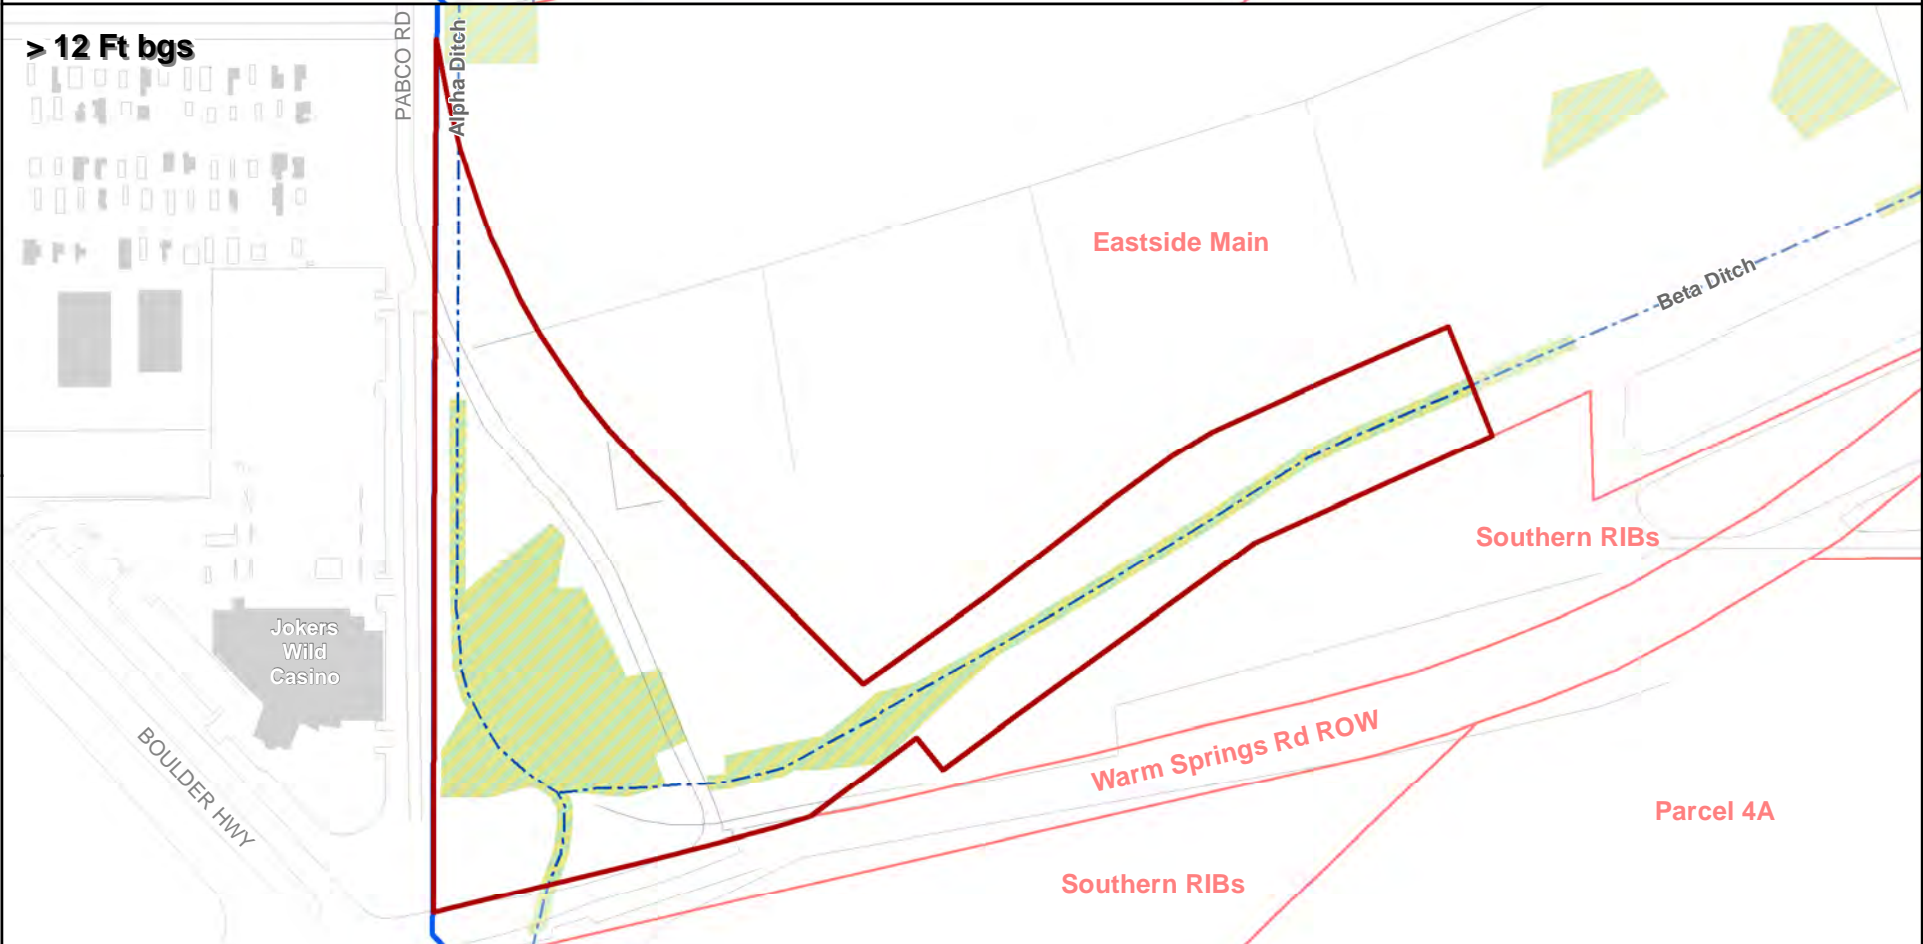 > 12 Ft bgs
PABCO RD
Alpha Ditch
Eastside Main
Beta Ditch
Southern RIBs
Jokers
Wild
Casino
BOULDER HWY
Warm Springs Rd ROW
Parcel 4A
Southern RIBs